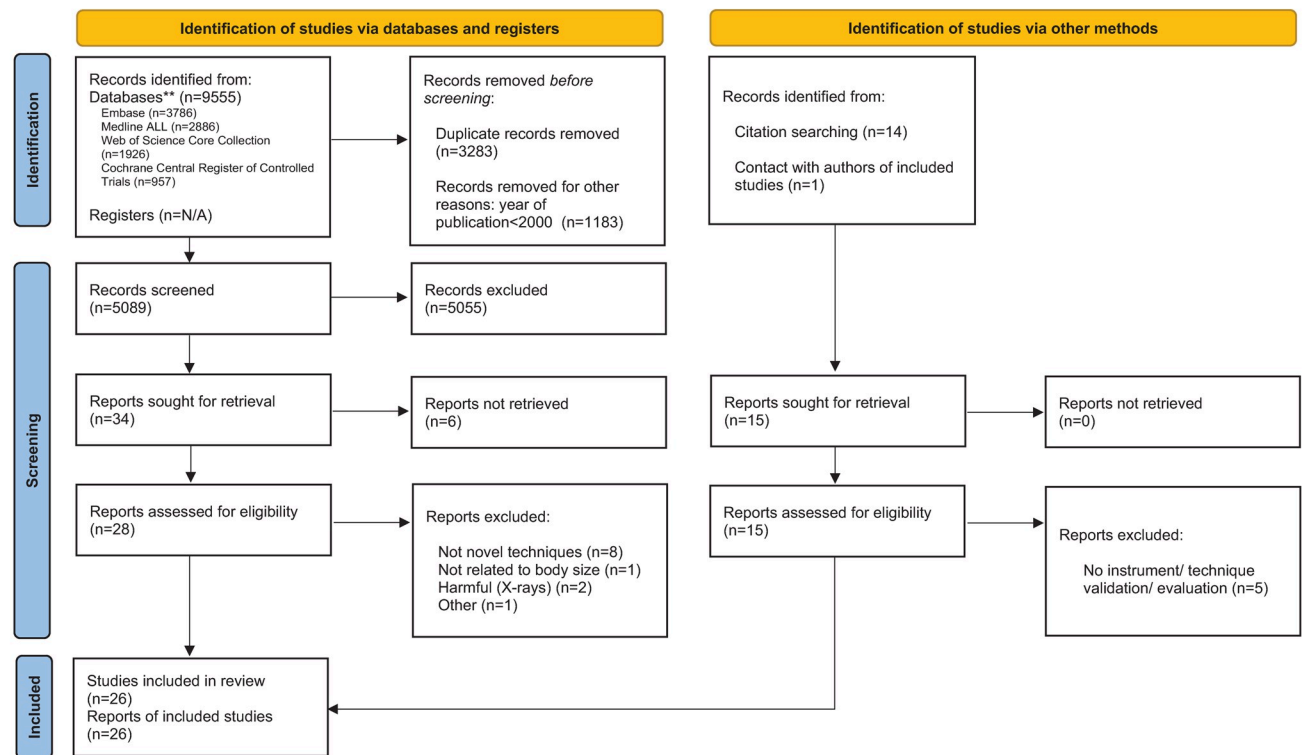 Identification of studies via databases and registers
Identification of studies via other methods
Identification
Records identified from:
Databases** (n=9555)
Embase (n=3786)
Medline ALL (n=2886)
Web of Science Core Collection
(n=1926)
Cochrane Central Register of Controlled
Trials (n=957)
Registers (n=N/A)
Records removed before
screening:
Duplicate records removed
(n=3283)
Records removed for other
reasons: year of
publication<2000 (n=1183)
Records identified from:
Citation searching (n=14)
Contact with authors of included
studies (n=1)
Screening
Records screened
(n=5089)
Records excluded
(n=5055)
Reports sought for retrieval
(n=34)
Reports not retrieved
(n=6)
Reports sought for retrieval
(n=15)
Reports not retrieved
(n=0)
Reports assessed for eligibility
(n=28)
Reports excluded:
Not novel techniques (n=8)
Not related to body size (n=1)
Harmful (X-rays) (n=2)
Other (n=1)
Reports assessed for eligibility
(n=15)
Reports excluded:
No instrument/ technique
validation/ evaluation (n=5)
Included
Studies included in review
(n=26)
Reports of included studies
(n=26)